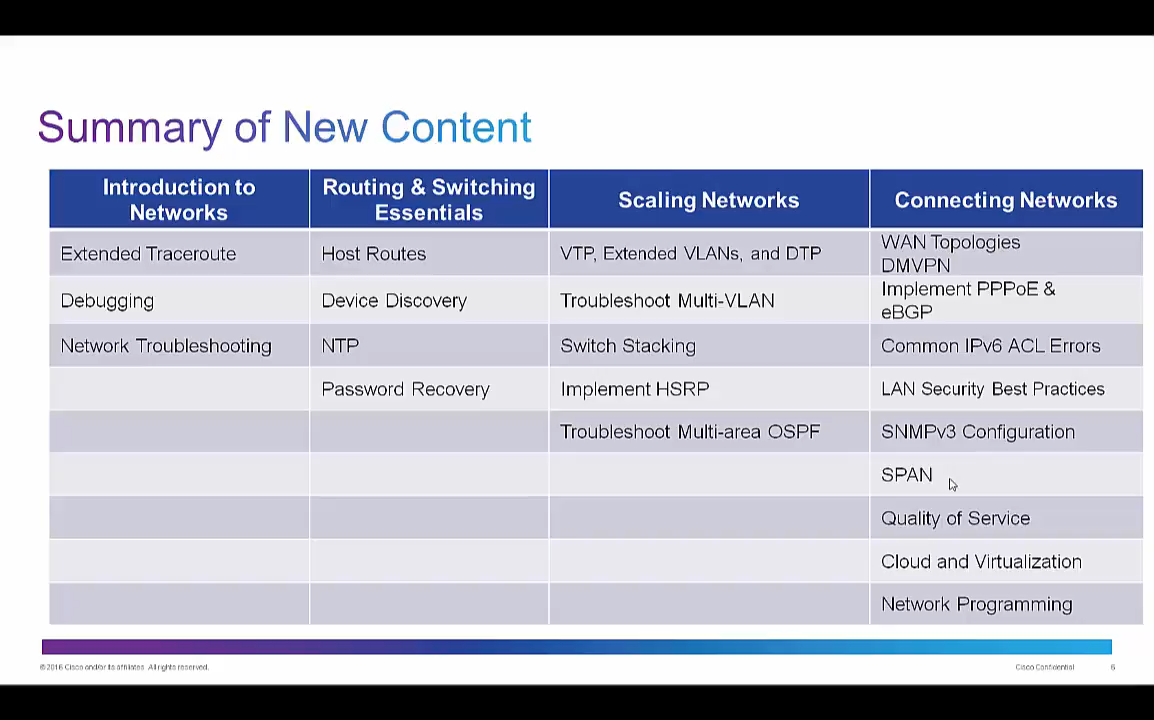 Summary of New Content
Introduction to
Networks
Routing & Switching
Essentials
Scaling Networks
Connecting Networks
Extended Traceroute
Host Routes
VTP, Extended VLANs, and DTP
WAN Topologies
DMVPN
Debugging
Device Discovery
Troubleshoot Multi-VLAN
Implement PPPoE &
eBGP
Network Troubleshooting
NTP
Switch Stacking
Common IPv6 ACL Errors
Password Recovery
Implement HSRP
LAN Security Best Practices
Troubleshoot Multi-area OSPF
SNMPv3 Configuration
SPAN
Quality of Service
Cloud and Virtualization
Network Programming
© 2016 Cisco and/or its affiliates. All rights reserved.
Cisco Confidential
6